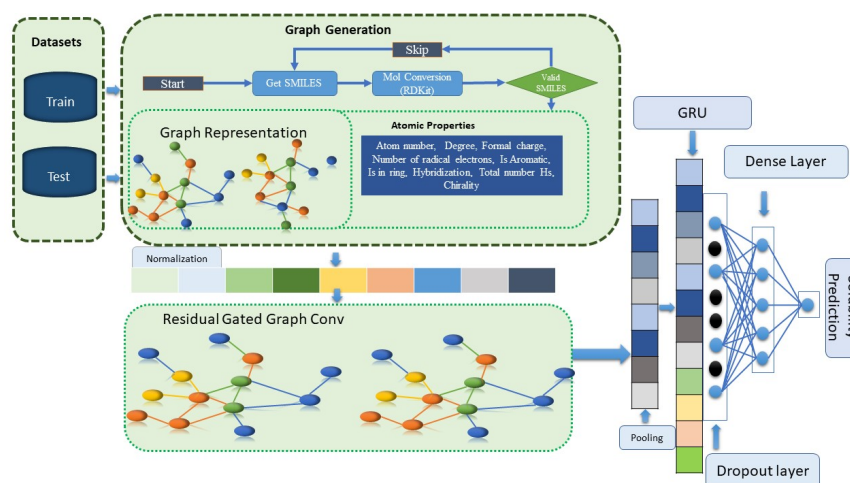 Datasets
Train
Test
Graph Generation
Skip
Start
Get SMILES
Mol Conversion
(RDKit)
Valid
SMILES
Graph Representation
Atomic Properties
Atom number, Degree, Formal charge,
Number of radical electrons, Is Aromatic,
Is in ring, Hybridization, Total number Hs,
Chirality
Normalization
Residual Gated Graph Conv
Pooling
GRU
Dense Layer
Dropout layer
Prediction